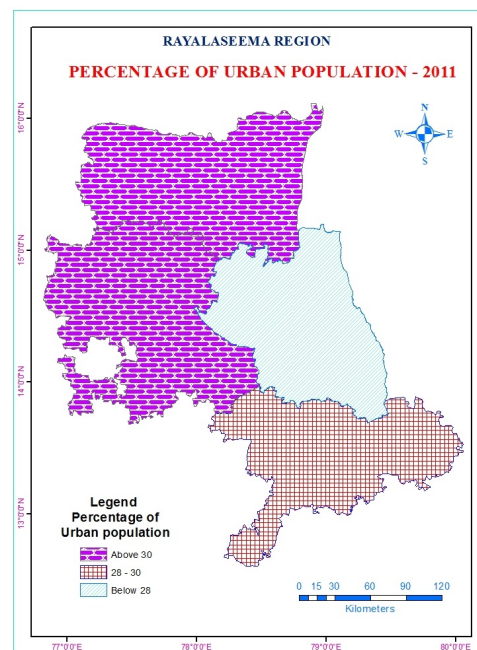 RAYALASEEMA REGION
PERCENTAGE OF URBAN POPULATION - 2011
N
W E
S
16°0'0"N
15°0'0"N
14°0'0"N
13°0'0"N
Legend
Percentage of
Urban population
Above 30
28 - 30
Below 28
0 15 30 60 90 120
Kilometers
77°0'0"E 78°0'0"E 79°0'0"E 80°0'0"E